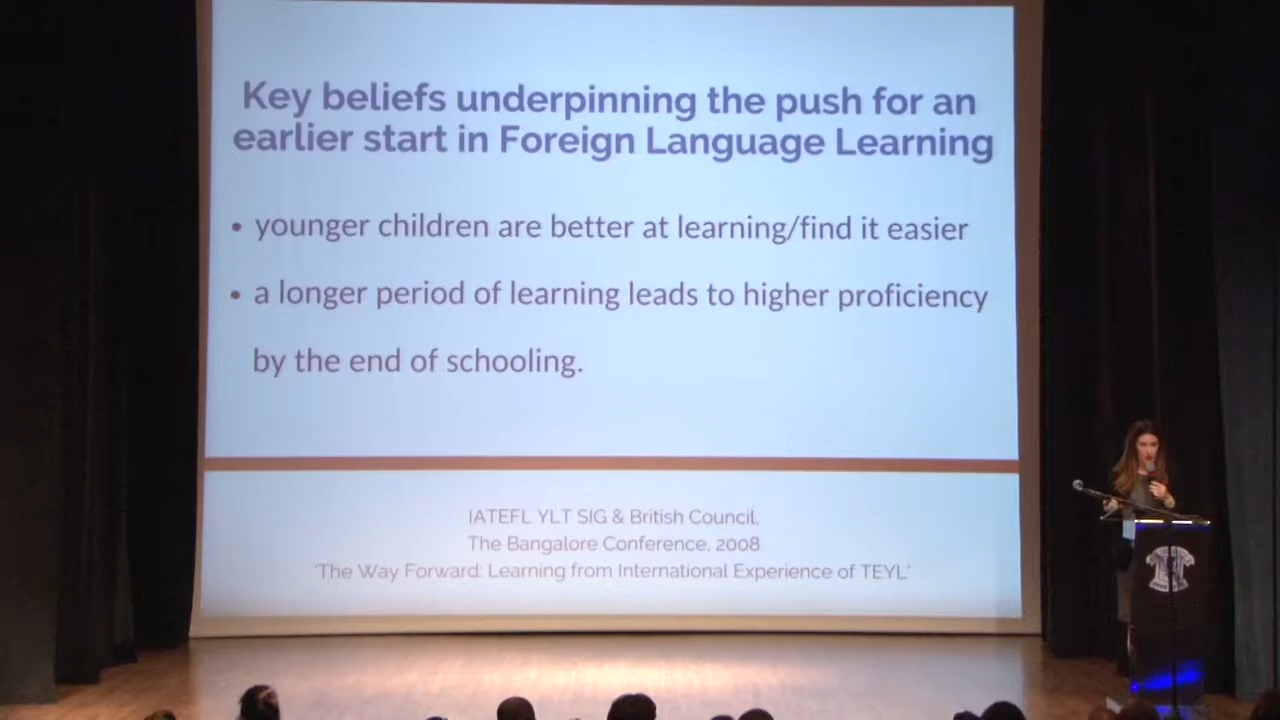 Key beliefs underpinning the push for an
earlier start in Foreign Language Learning
• younger children are better at learning/find it easier
• a longer period of learning leads to higher proficiency
by the end of schooling.
IATEFL YLT SIG & British Council,
The Bangalore Conference, 2008
'The Way Forward: Learning from International Experience of TEYL'